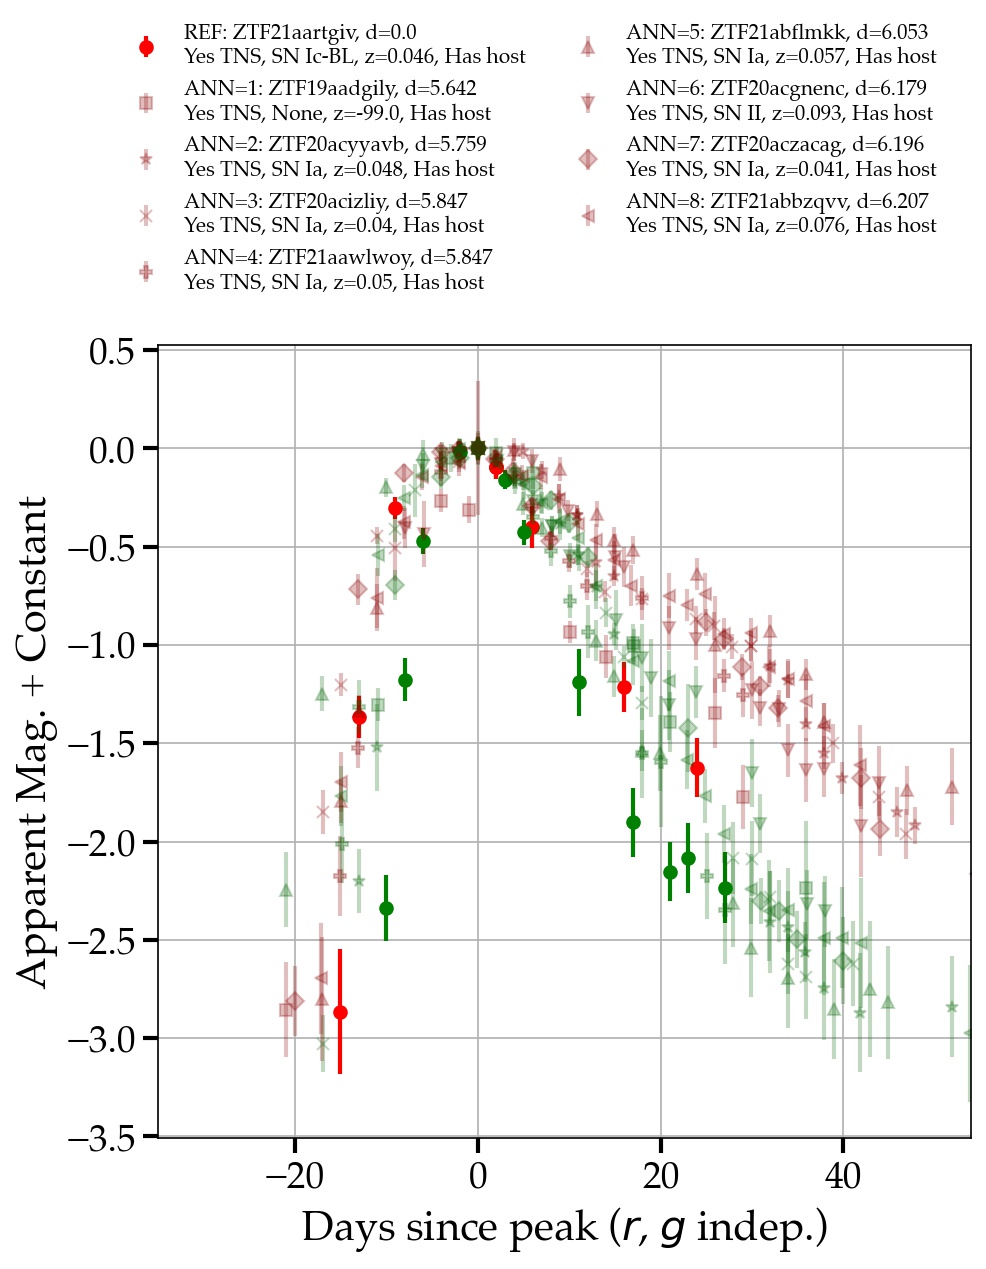 REF: ZTF21aartgiv, d=0.0
Yes TNS, SN Ic-BL, z=0.046, Has host
ANN=1: ZTF19aadgily, d=5.642
Yes TNS, None, z=-99.0, Has host
ANN=2: ZTF20acyyavb, d=5.759
Yes TNS, SN Ia, z=0.048, Has host
ANN=3: ZTF20acizliy, d=5.847
Yes TNS, SN Ia, z=0.04, Has host
ANN=4: ZTF21aawlwoy, d=5.847
Yes TNS, SN Ia, z=0.05, Has host
ANN=5: ZTF21abflmkk, d=6.053
Yes TNS, SN Ia, z=0.057, Has host
ANN=6: ZTF20acgnenc, d=6.179
Yes TNS, SN II, z=0.093, Has host
ANN=7: ZTF20aczacag, d=6.196
Yes TNS, SN Ia, z=0.041, Has host
ANN=8: ZTF21abbzqvv, d=6.207
Yes TNS, SN Ia, z=0.076, Has host
Apparent Mag. + Constant
0.5
0.0
−0.5
−1.0
−1.5
−2.0
−2.5
−3.0
−3.5
−20
0
20
40
Days since peak (r, g indep.)